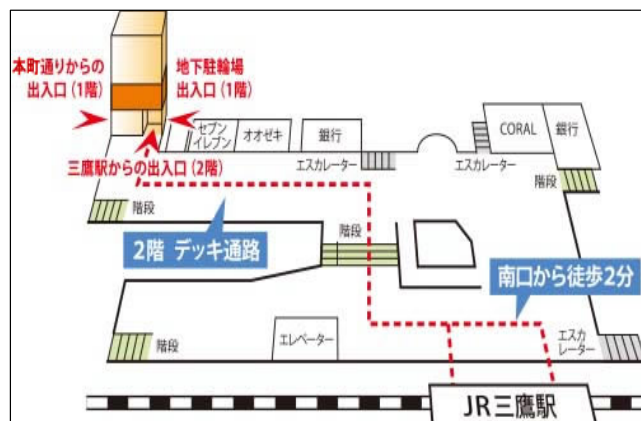 本町通りからの
出入口(1階)
地下駐輪場
出入口(1階)
三鷹駅からの出入口(2階)
セブン
イレブン
オオゼキ
銀行
エスカレーター
エスカレーター
CORAL
銀行
階段
階段
2階 デッキ通路
階段
南口から徒歩2分
階段
エレベーター
エスカ
レーター
JR三鷹駅